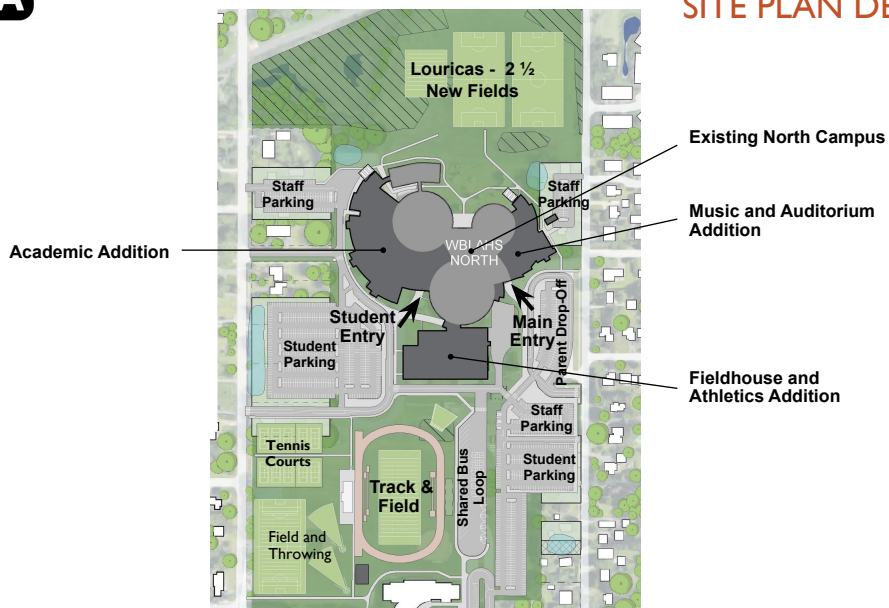 A
SITE PLAN DE
Louricas - 2 ½
New Fields
Existing North Campus
Staff
Parking
Staff
Parking
Music and Auditorium
Addition
Academic Addition
WBLAHS
NORTH
Student
Entry
Main
Entry
Parent Drop-Off
Student
Parking
Fieldhouse and
Athletics Addition
Staff
Parking
Tennis
Courts
Student
Parking
Track &
Field
Shared Bus
Loop
Field and
Throwing